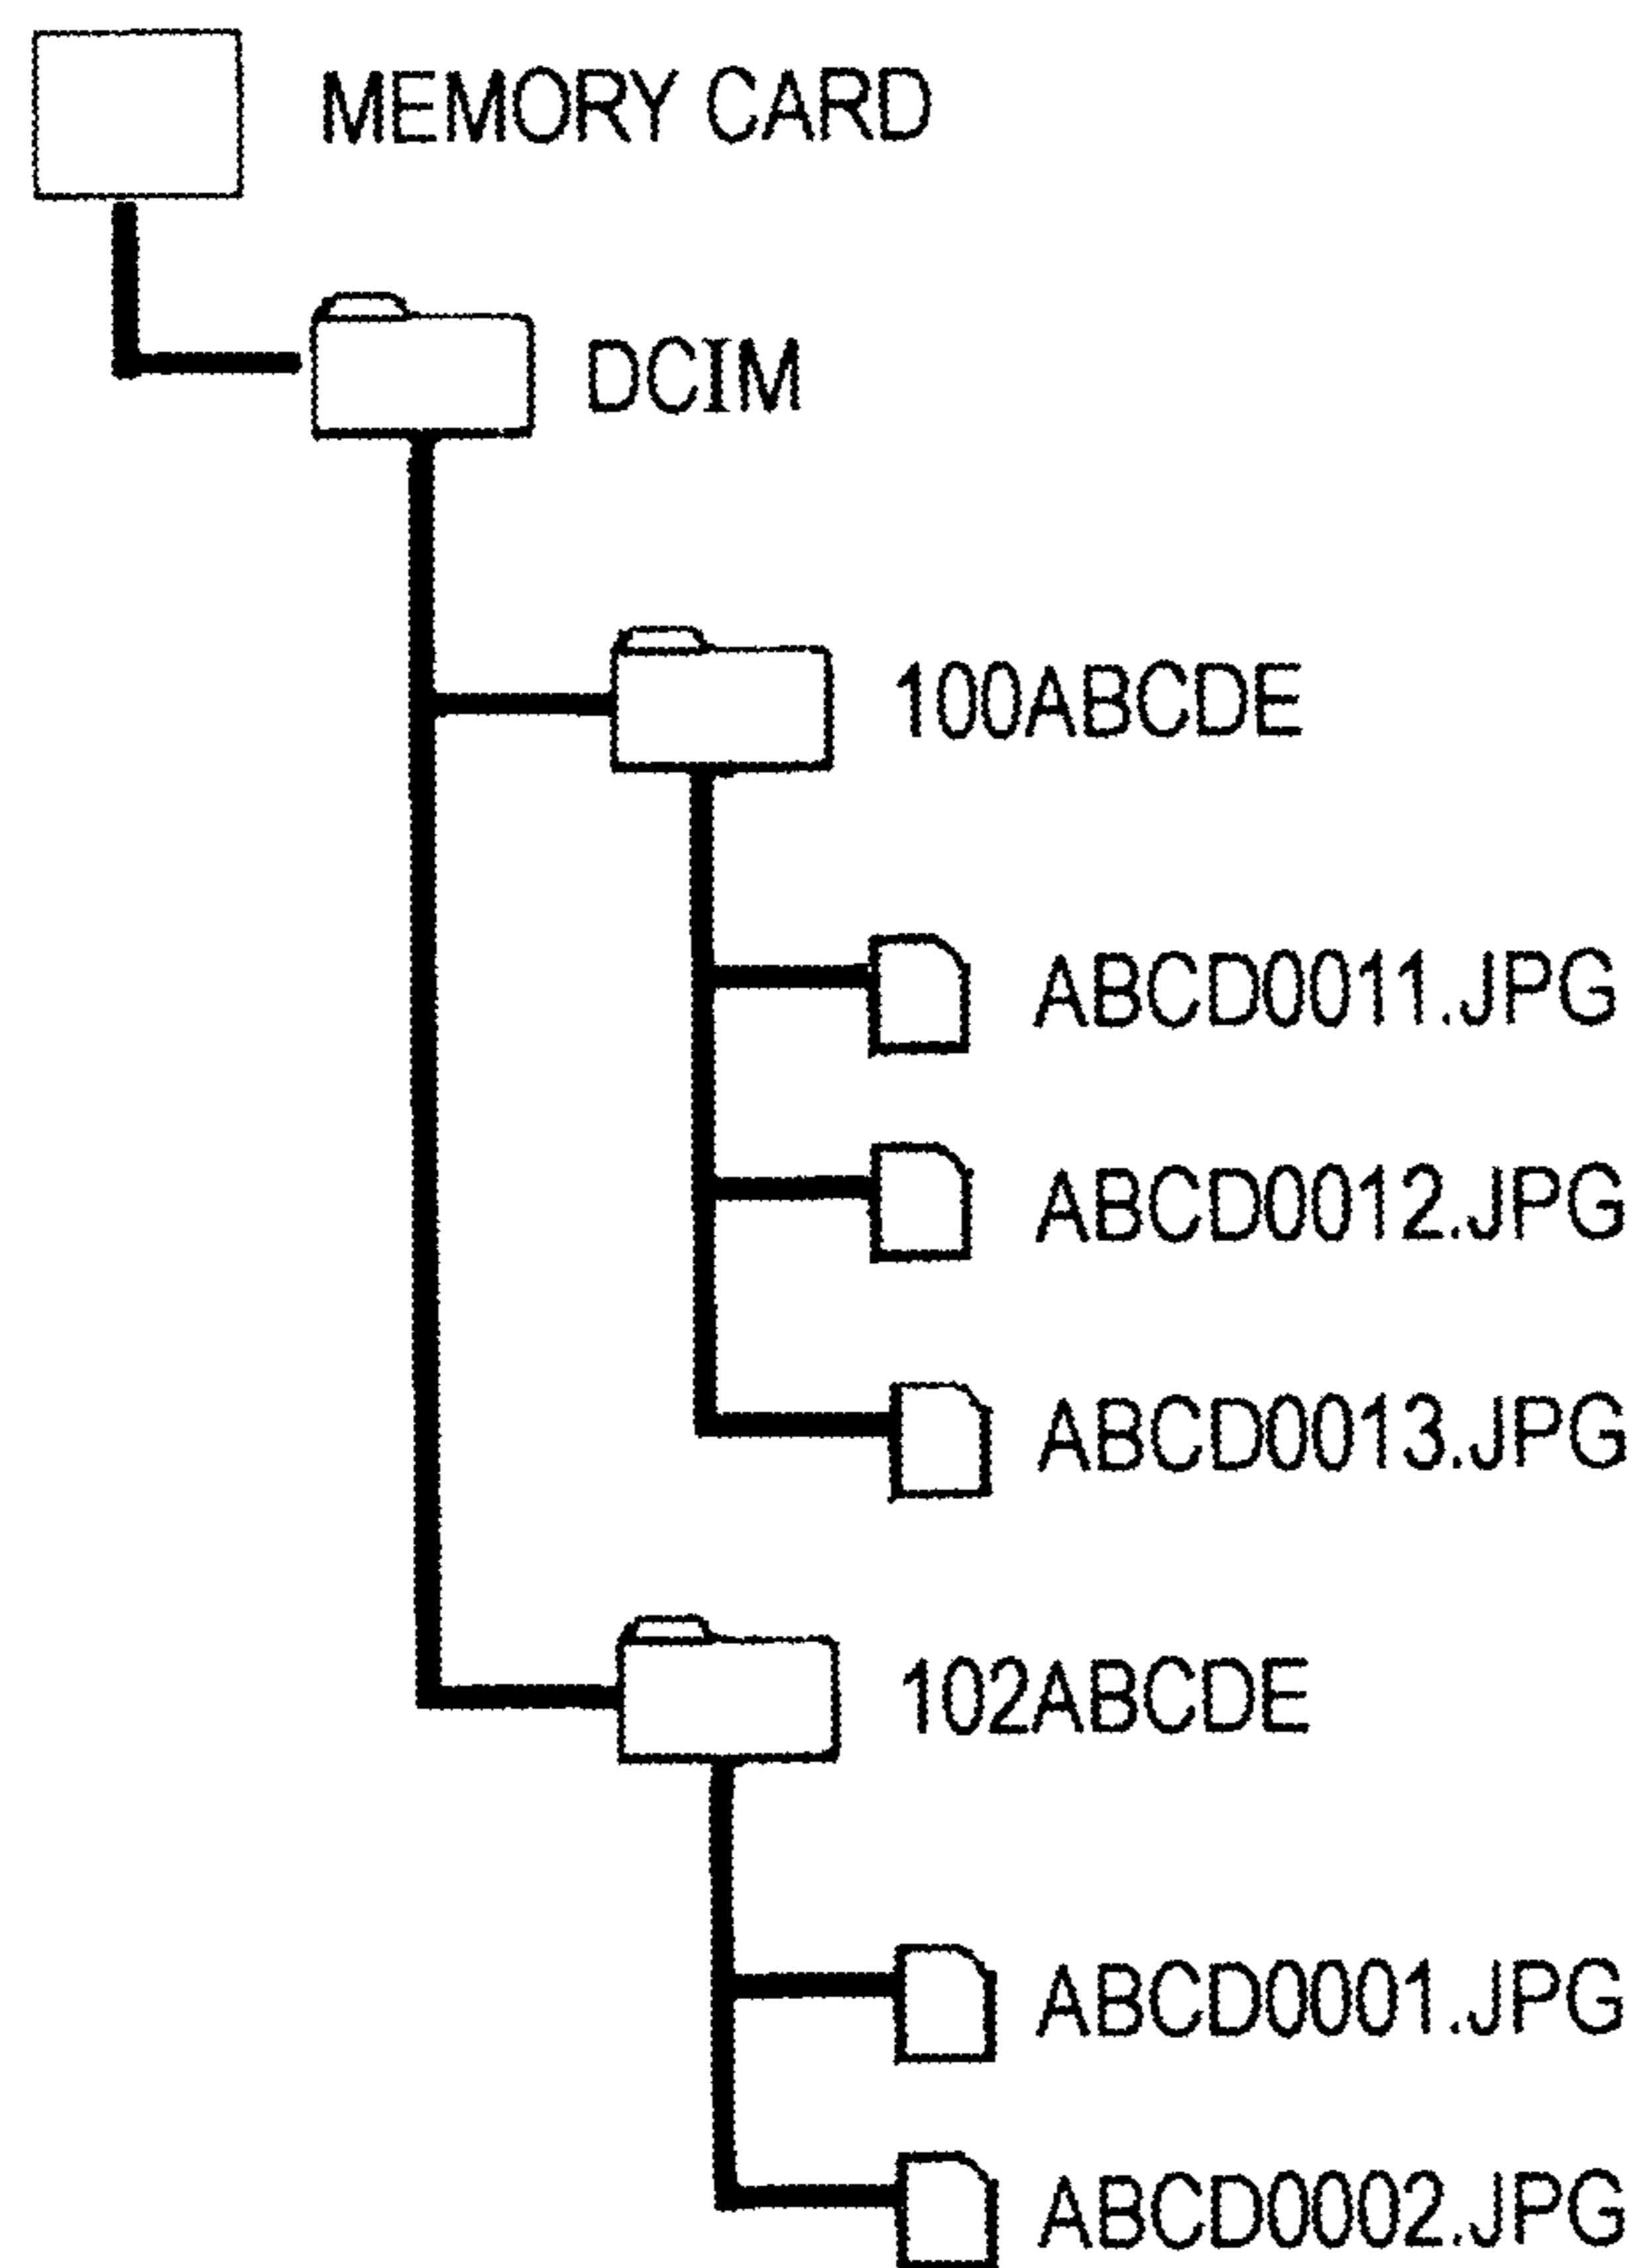 MEMORY CARD
DCIM
100ABCDE
ABCD0011.JPG
ABCD0012.JPG
ABCD0013.JPG
102ABCDE
ABCD0001.JPG
ABCD0002.JPG